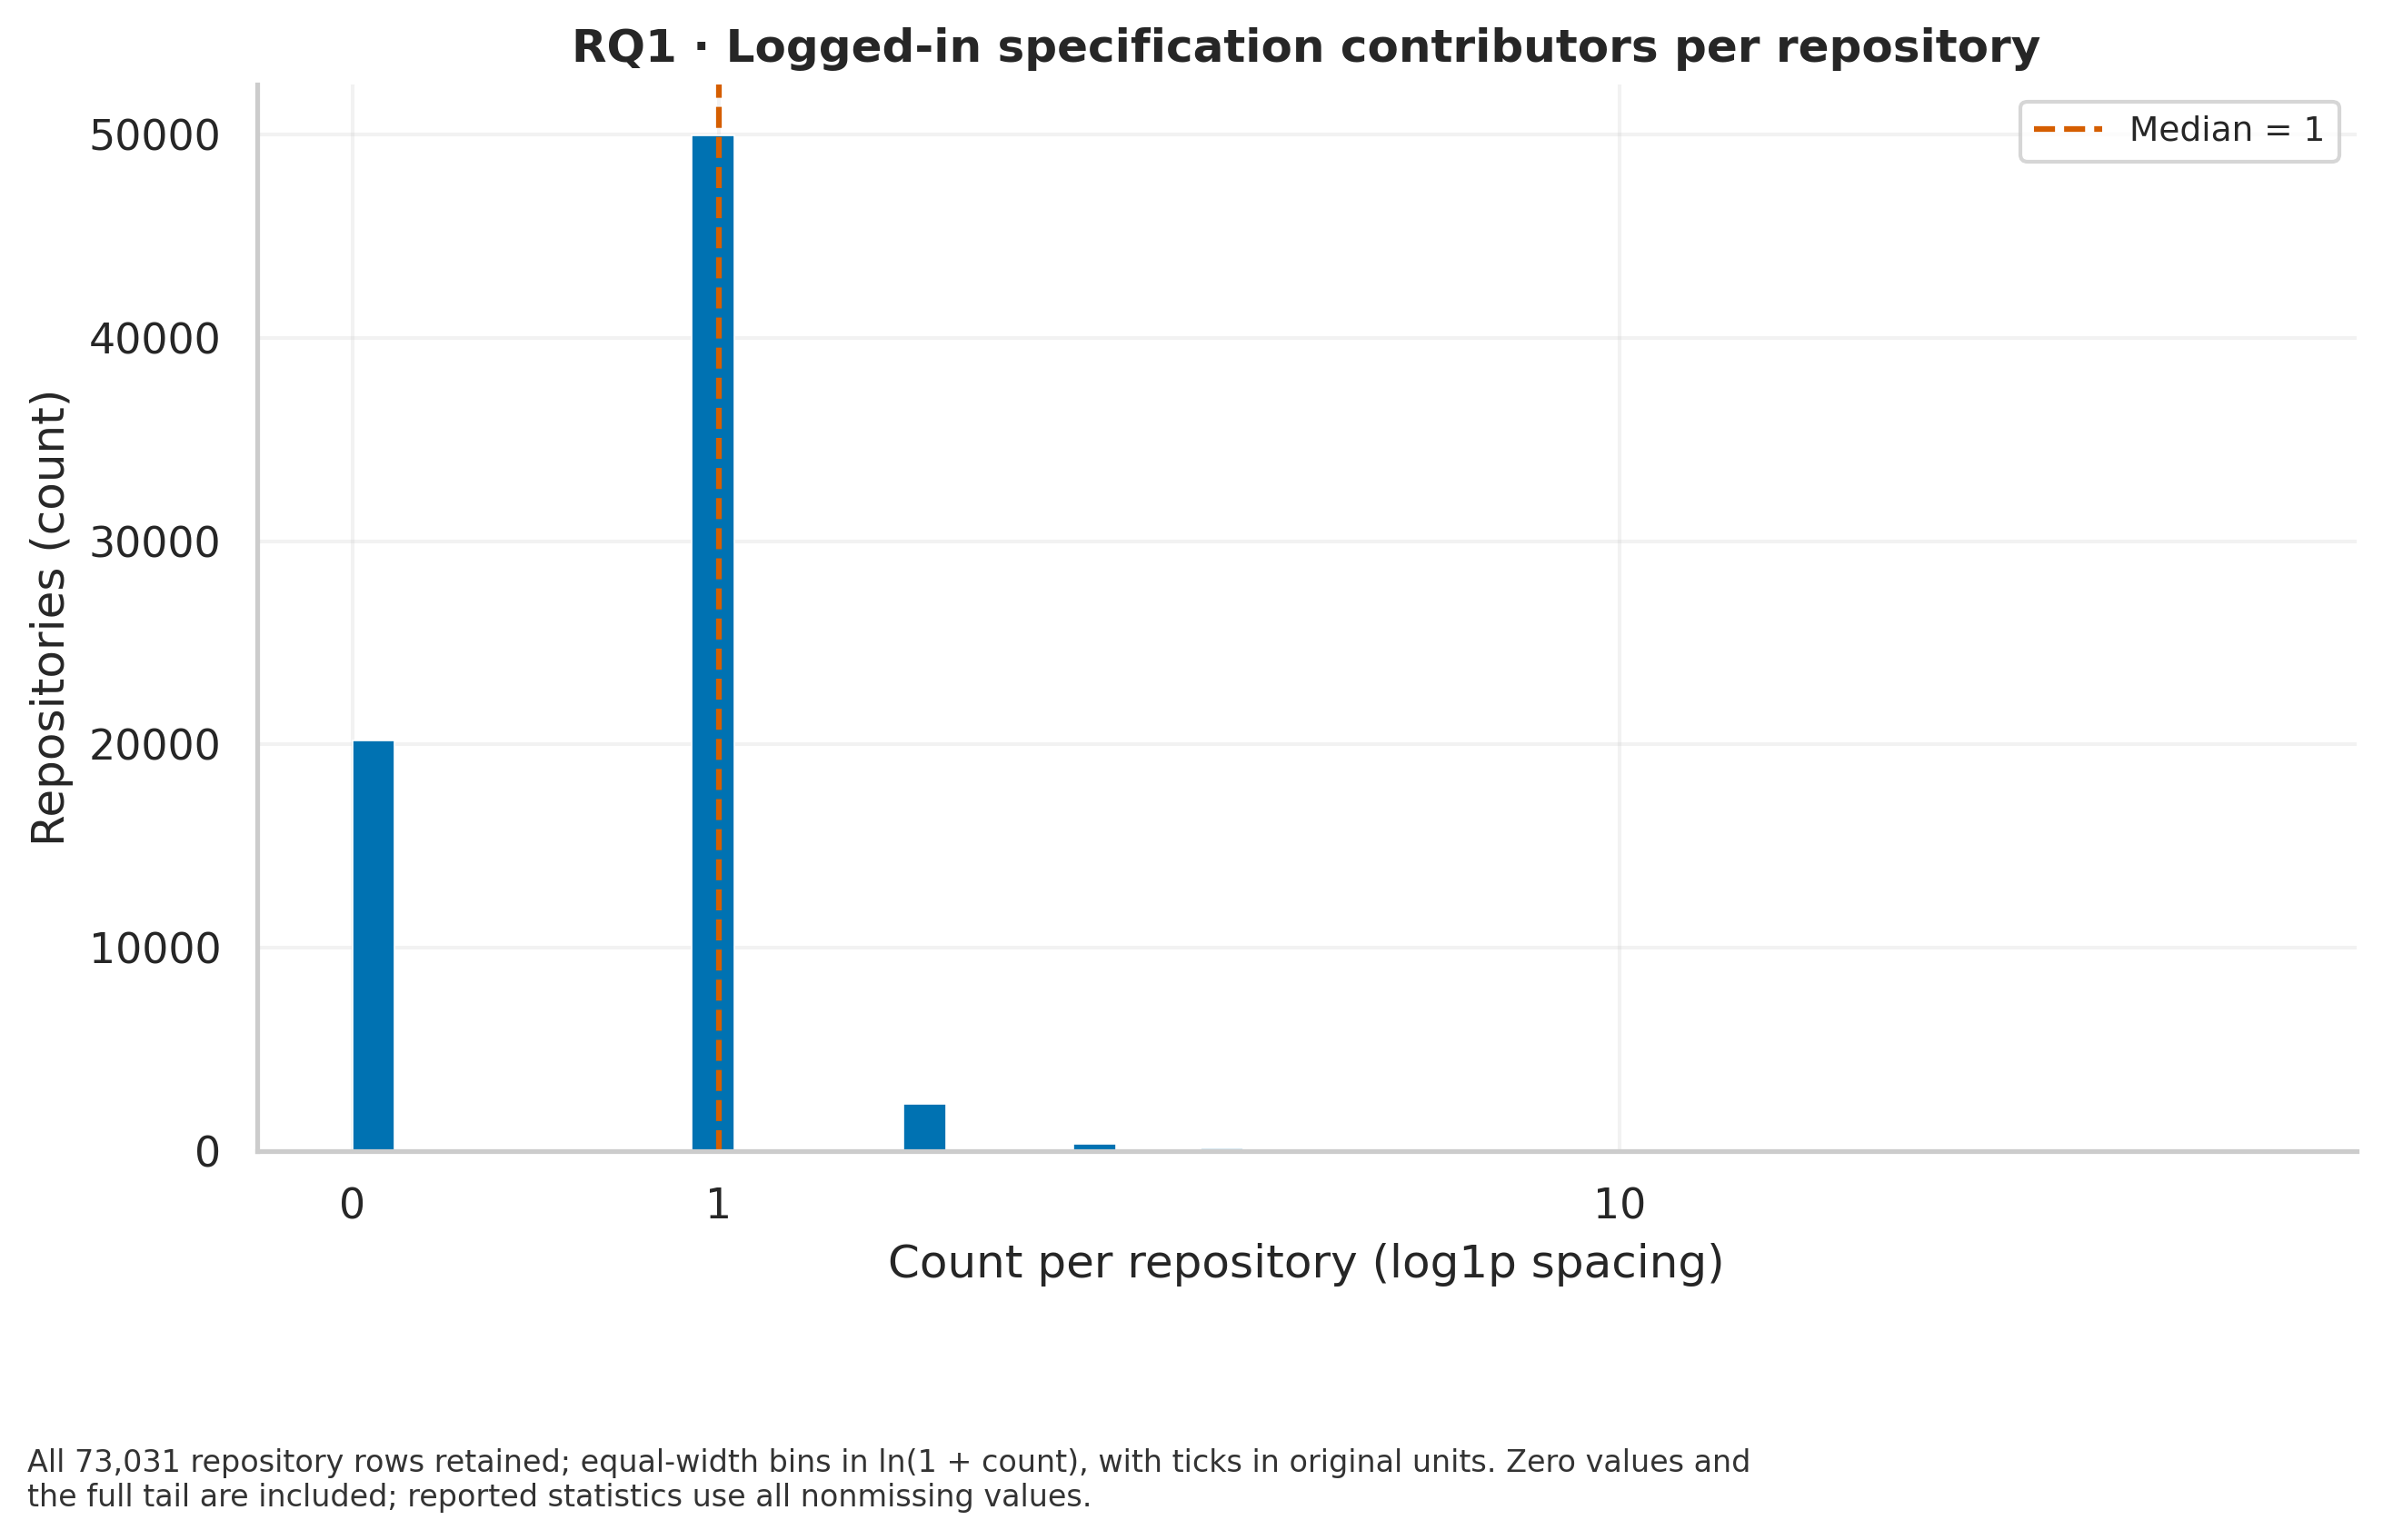 RQ1 · Logged-in specification contributors per repository
Median = 1
Repositories (count)
50000
40000
30000
20000
10000
0
0 1 10
Count per repository (log1p spacing)
All 73,031 repository rows retained; equal-width bins in ln(1 + count), with ticks in original units. Zero values and
the full tail are included; reported statistics use all nonmissing values.